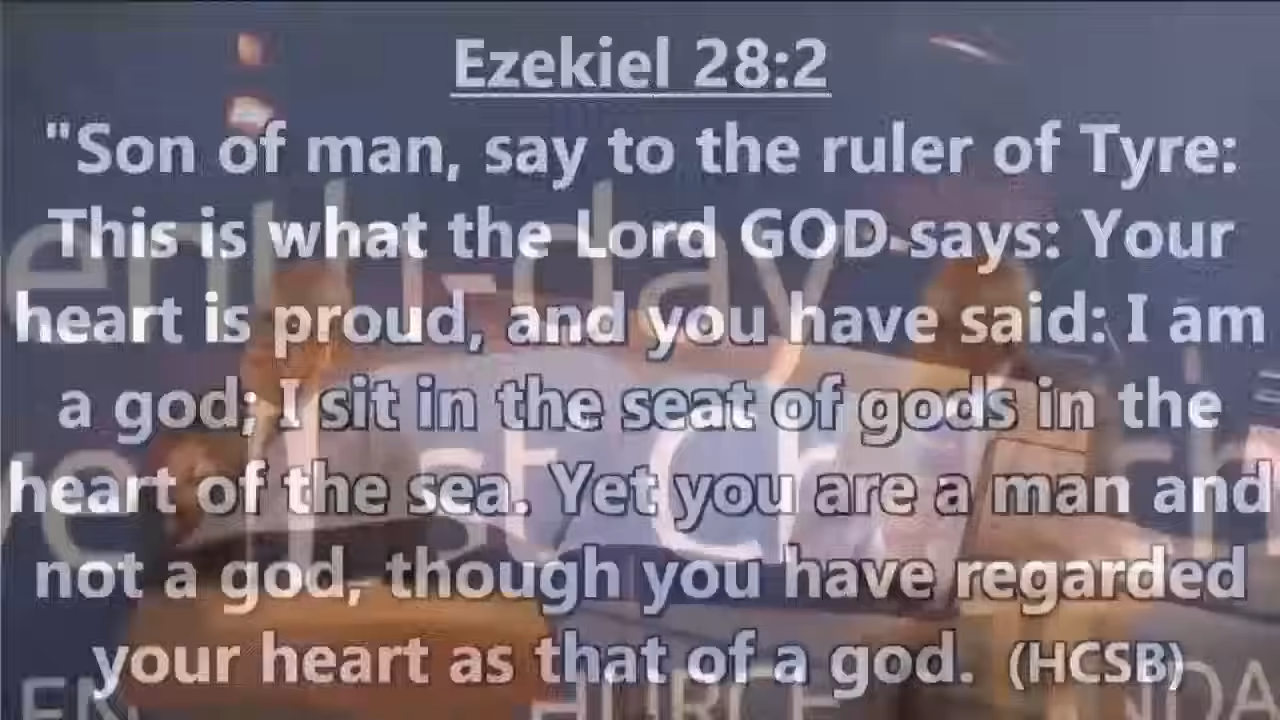 Ezekiel 28:2
"Son of man, say to the ruler of Tyre:
This is what the Lord GOD says: Your
heart is proud, and you have said: I am
a god; I sit in the seat of gods in the
heart of the sea. Yet you are a man and
not a god, though you have regarded
your heart as that of a god. (HCSB)